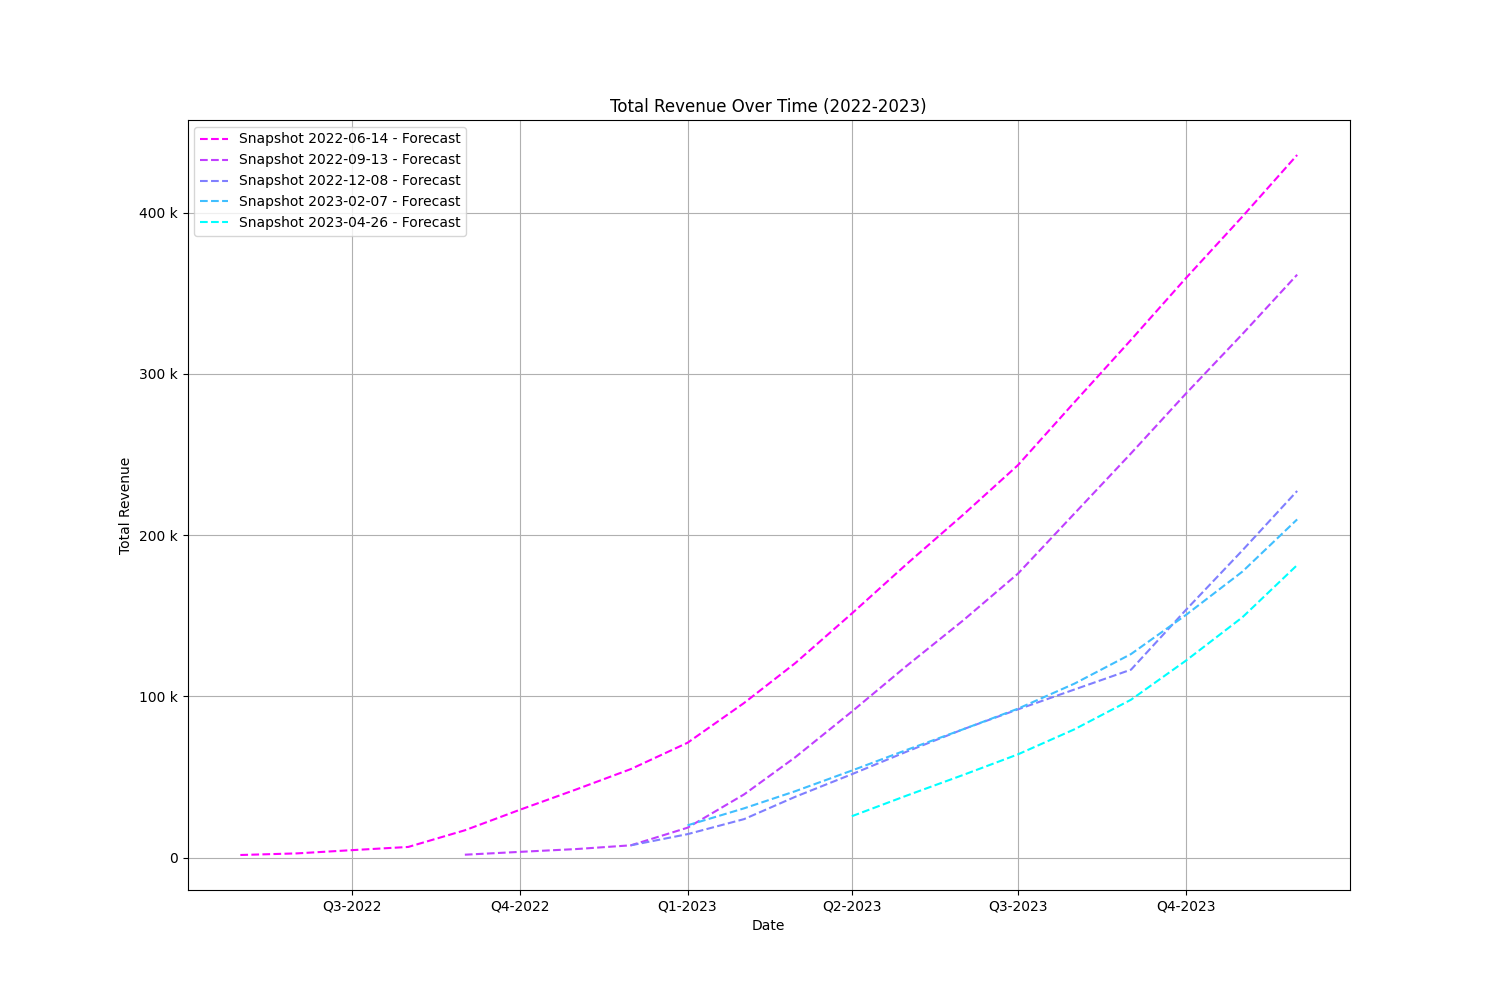 Total Revenue Over Time (2022-2023)
Snapshot 2022-06-14 - Forecast
Snapshot 2022-09-13 - Forecast
Snapshot 2022-12-08 - Forecast
Snapshot 2023-02-07 - Forecast
Snapshot 2023-04-26 - Forecast
400 k
300 k
200 k
100 k
0
Total Revenue
Q3-2022
Q4-2022
Q1-2023
Q2-2023
Q3-2023
Q4-2023
Date